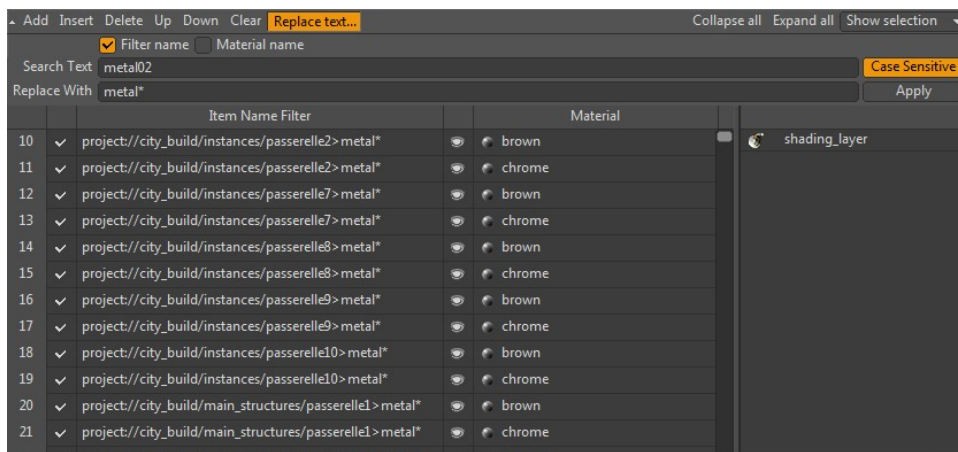 Add Insert Delete Up Down Clear Replace text... Collapse all Expand all Show selection
Filter name Material name
Search Text metal02 Case Sensitive
Replace With metal* Apply
Item Name Filter Material
10 project://city_build/instances/passerelle2>metal* brown shading_layer
11 project://city_build/instances/passerelle2>metal* chrome
12 project://city_build/instances/passerelle7>metal* brown
13 project://city_build/instances/passerelle7>metal* chrome
14 project://city_build/instances/passerelle8>metal* brown
15 project://city_build/instances/passerelle8>metal* chrome
16 project://city_build/instances/passerelle9>metal* brown
17 project://city_build/instances/passerelle9>metal* chrome
18 project://city_build/instances/passerelle10>metal* brown
19 project://city_build/instances/passerelle10>metal* chrome
20 project://city_build/main_structures/passerelle1>metal* brown
21 project://city_build/main_structures/passerelle1>metal* chrome